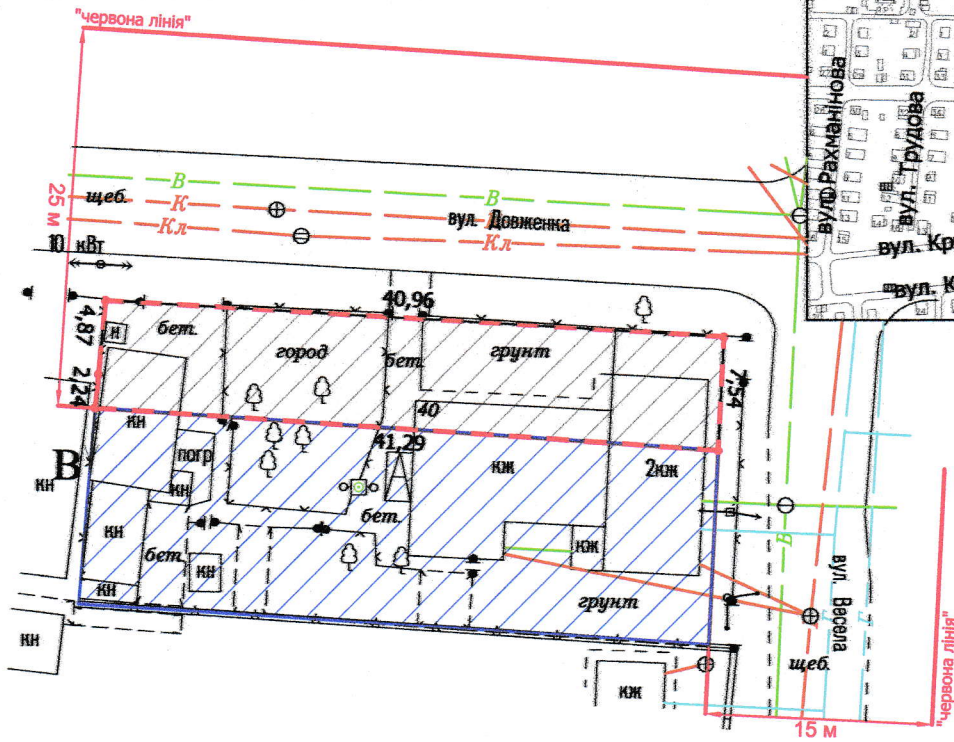 "червона лінія"
вул. Рахманінова
вул. Трудова
вул. Кр
вул. К
25 м
щеб.
В
К
Кл
В
вул. Довженка
Кл
10 кВт
4,87
2,24
н
бет.
город
40,96
бет.
грунт
7,54
40
41,29
В
кн
кн
погр
кн
кж
2кж
кн
бет.
кн
кн
бет.
кж
грунт
кн
кж
В
вул. Весела
щеб.
15 м
"червона лінія"